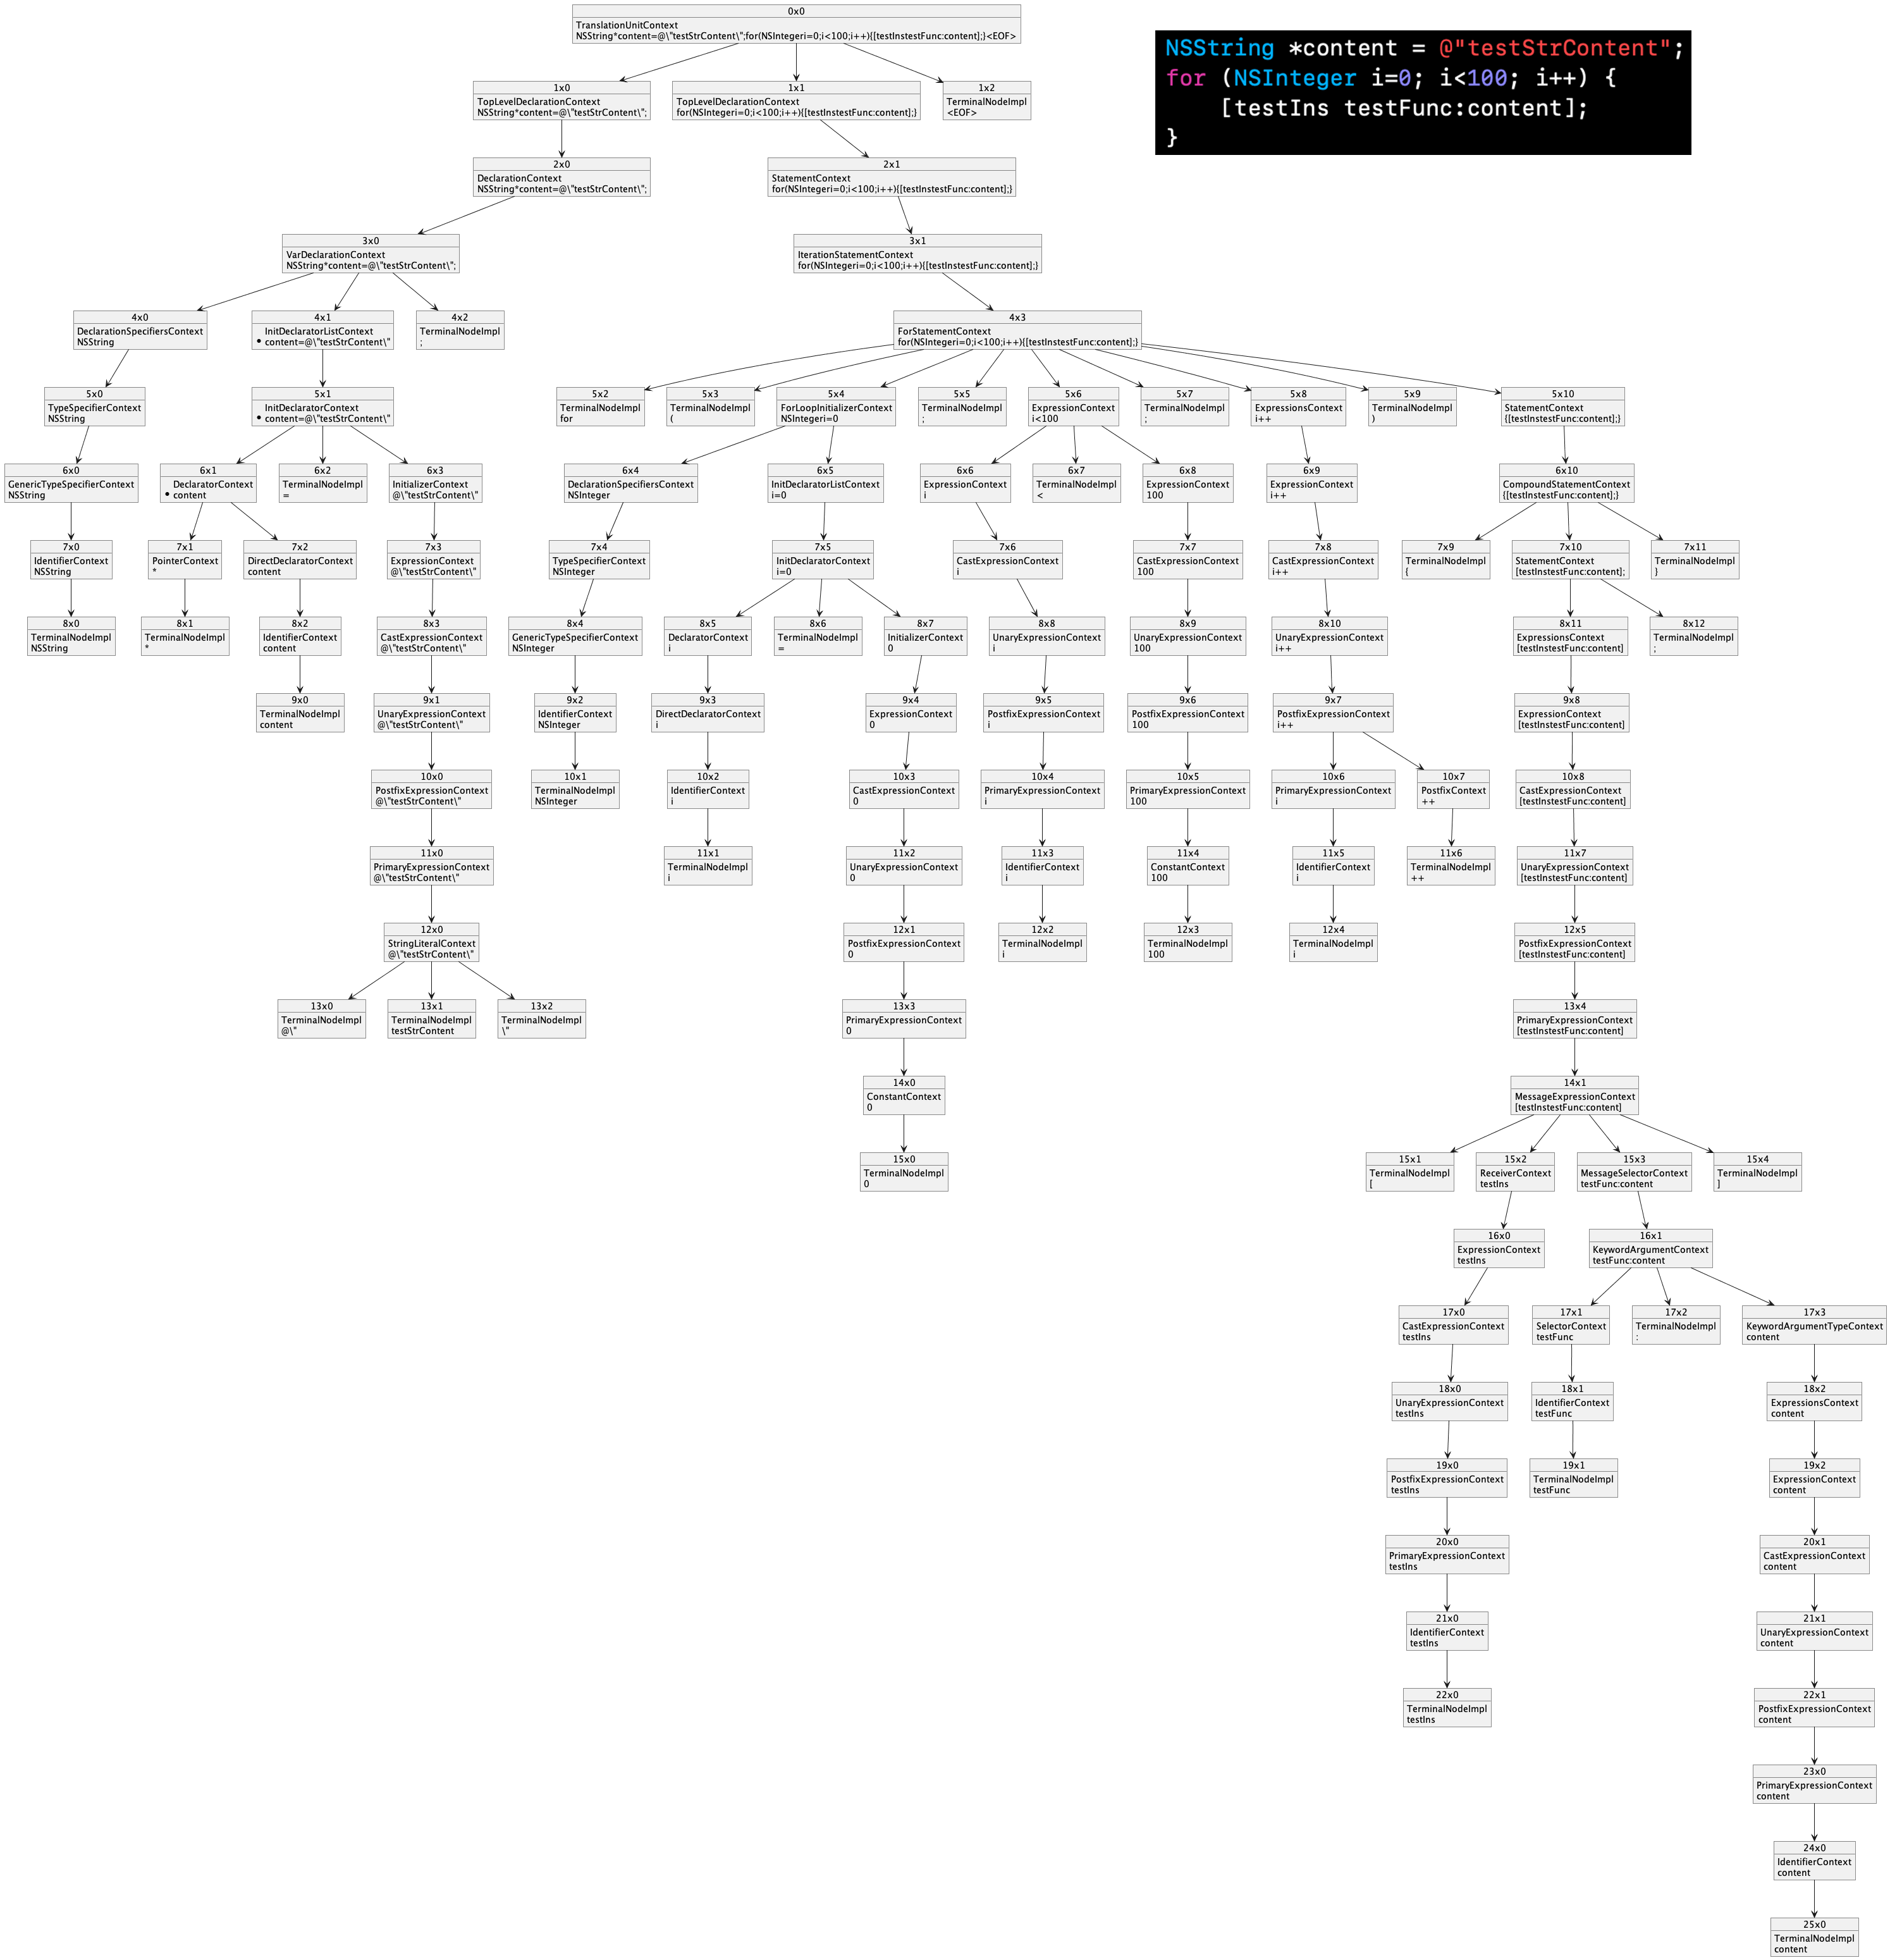 0x0
TranslationUnitContext
NSString*content=@\"testStrContent\";for(NSIntegeri=0;i<100;i++){[testInstestFunc:content];}<EOF>
NSString *content = @"testStrContent";
for (NSInteger i=0; i<100; i++) {
[testIns testFunc:content];
}
1x0
TopLevelDeclarationContext
NSString*content=@\"testStrContent\";
1x1
TopLevelDeclarationContext
for(NSIntegeri=0;i<100;i++){[testInstestFunc:content];}
1x2
TerminalNodeImpl
<EOF>
2x0
DeclarationContext
NSString*content=@\"testStrContent\";
2x1
StatementContext
for(NSIntegeri=0;i<100;i++){[testInstestFunc:content];}
3x0
VarDeclarationContext
NSString*content=@\"testStrContent\";
3x1
IterationStatementContext
for(NSIntegeri=0;i<100;i++){[testInstestFunc:content];}
4x0
DeclarationSpecifiersContext
NSString
4x1
InitDeclaratorListContext
• content=@\"testStrContent\"
4x2
TerminalNodeImpl
;
4x3
ForStatementContext
for(NSIntegeri=0;i<100;i++){[testInstestFunc:content];}
5x0
TypeSpecifierContext
NSString
5x1
InitDeclaratorContext
• content=@\"testStrContent\"
5x2
TerminalNodeImpl
for
5x3
TerminalNodeImpl
(
5x4
ForLoopInitializerContext
NSIntegeri=0
5x5
TerminalNodeImpl
;
5x6
ExpressionContext
i<100
5x7
TerminalNodeImpl
;
5x8
ExpressionsContext
i++
5x9
TerminalNodeImpl
)
5x10
StatementContext
{[testInstestFunc:content];}
6x0
GenericTypeSpecifierContext
NSString
6x1
DeclaratorContext
• content
6x2
TerminalNodeImpl
=
6x3
InitializerContext
@\"testStrContent\"
6x4
DeclarationSpecifiersContext
NSInteger
6x5
InitDeclaratorListContext
i=0
6x6
ExpressionContext
i
6x7
TerminalNodeImpl
<
6x8
ExpressionContext
100
6x9
ExpressionContext
i++
6x10
CompoundStatementContext
{[testInstestFunc:content];}
7x0
IdentifierContext
NSString
7x1
PointerContext
*
7x2
DirectDeclaratorContext
content
7x3
ExpressionContext
@\"testStrContent\"
7x4
TypeSpecifierContext
NSInteger
7x5
InitDeclaratorContext
i=0
7x6
CastExpressionContext
i
7x7
CastExpressionContext
100
7x8
CastExpressionContext
i++
7x9
TerminalNodeImpl
{
7x10
StatementContext
[testInstestFunc:content];
7x11
TerminalNodeImpl
}
8x0
TerminalNodeImpl
NSString
8x1
TerminalNodeImpl
*
8x2
IdentifierContext
content
8x3
CastExpressionContext
@\"testStrContent\"
8x4
GenericTypeSpecifierContext
NSInteger
8x5
DeclaratorContext
i
8x6
TerminalNodeImpl
=
8x7
InitializerContext
0
8x8
UnaryExpressionContext
i
8x9
UnaryExpressionContext
100
8x10
UnaryExpressionContext
i++
8x11
ExpressionsContext
[testInstestFunc:content]
8x12
TerminalNodeImpl
;
9x0
TerminalNodeImpl
content
9x1
UnaryExpressionContext
@\"testStrContent\"
9x2
IdentifierContext
NSInteger
9x3
DirectDeclaratorContext
i
9x4
ExpressionContext
0
9x5
PostfixExpressionContext
i
9x6
PostfixExpressionContext
100
9x7
PostfixExpressionContext
i++
9x8
ExpressionContext
[testInstestFunc:content]
10x0
PostfixExpressionContext
@\"testStrContent\"
10x1
TerminalNodeImpl
NSInteger
10x2
IdentifierContext
i
10x3
CastExpressionContext
0
10x4
PrimaryExpressionContext
i
10x5
PrimaryExpressionContext
100
10x6
PrimaryExpressionContext
i
10x7
PostfixContext
++
10x8
CastExpressionContext
[testInstestFunc:content]
11x0
PrimaryExpressionContext
@\"testStrContent\"
11x1
TerminalNodeImpl
i
11x2
UnaryExpressionContext
0
11x3
IdentifierContext
i
11x4
ConstantContext
100
11x5
IdentifierContext
i
11x6
TerminalNodeImpl
++
11x7
UnaryExpressionContext
[testInstestFunc:content]
12x0
StringLiteralContext
@\"testStrContent\"
12x1
PostfixExpressionContext
0
12x2
TerminalNodeImpl
i
12x3
TerminalNodeImpl
100
12x4
TerminalNodeImpl
i
12x5
PostfixExpressionContext
[testInstestFunc:content]
13x0
TerminalNodeImpl
@\"
13x1
TerminalNodeImpl
testStrContent
13x2
TerminalNodeImpl
\"
13x3
PrimaryExpressionContext
0
13x4
PrimaryExpressionContext
[testInstestFunc:content]
14x0
ConstantContext
0
14x1
MessageExpressionContext
[testInstestFunc:content]
15x0
TerminalNodeImpl
0
15x1
TerminalNodeImpl
[
15x2
ReceiverContext
testIns
15x3
MessageSelectorContext
testFunc:content
15x4
TerminalNodeImpl
]
16x0
ExpressionContext
testIns
16x1
KeywordArgumentContext
testFunc:content
17x0
CastExpressionContext
testIns
17x1
SelectorContext
testFunc
17x2
TerminalNodeImpl
:
17x3
KeywordArgumentTypeContext
content
18x0
UnaryExpressionContext
testIns
18x1
IdentifierContext
testFunc
18x2
ExpressionsContext
content
19x0
PostfixExpressionContext
testIns
19x1
TerminalNodeImpl
testFunc
19x2
ExpressionContext
content
20x0
PrimaryExpressionContext
testIns
20x1
CastExpressionContext
content
21x0
IdentifierContext
testIns
21x1
UnaryExpressionContext
content
22x0
TerminalNodeImpl
testIns
22x1
PostfixExpressionContext
content
23x0
PrimaryExpressionContext
content
24x0
IdentifierContext
content
25x0
TerminalNodeImpl
content